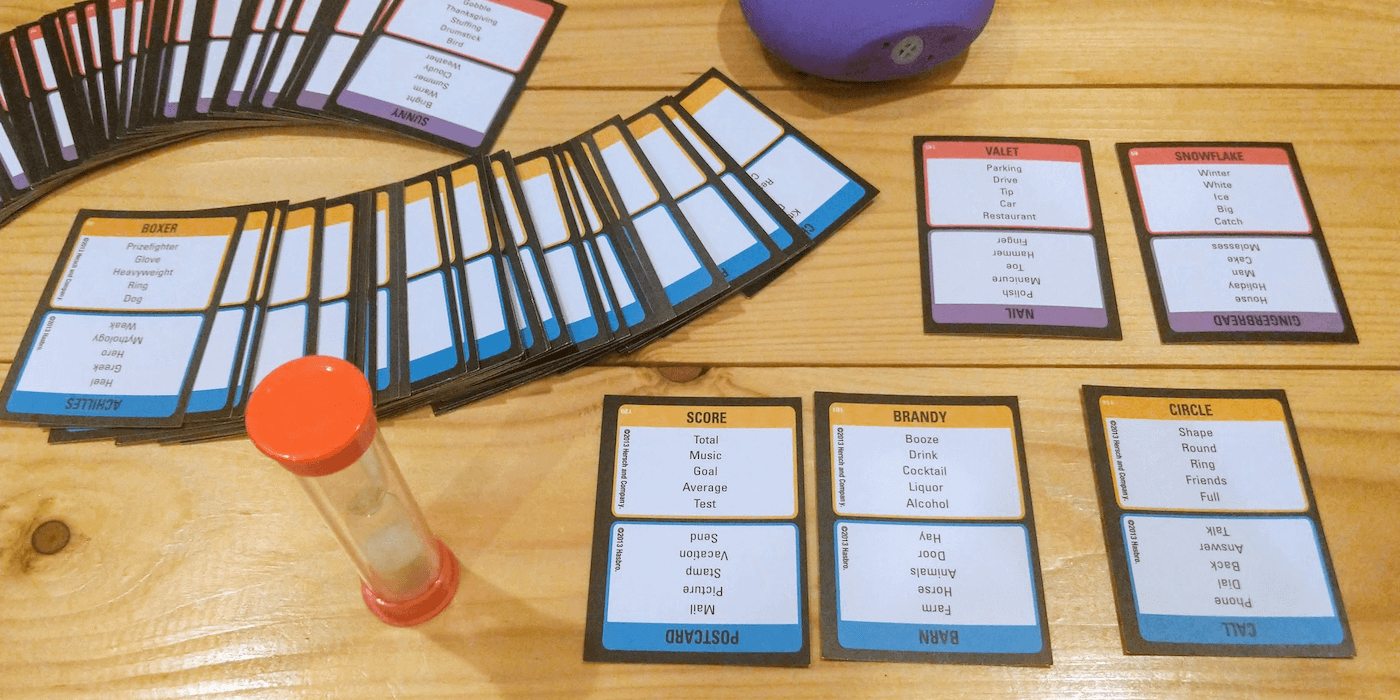 Gobble
Thanksgiving
Stuffing
Drumstick
Bird
SUNNY
Bright
Warm
Summer
Cloudy
Weather
BOXER
Prizefighter
Glove
Heavyweight
Ring
Dog
©2013 Hersch and Company.
ACHILLES
Heel
Greek
Hero
Mythology
Weak
©2013 Hasbro.
VALET
Parking
Drive
Tip
Car
Restaurant
NAIL
Polish
Manicure
Toe
Hammer
Finger
SNOWFLAKE
Winter
White
Ice
Big
Catch
GINGERBREAD
House
Holiday
Man
Cake
Molasses
SCORE
Total
Music
Goal
Average
Test
©2013 Hersch and Company.
POSTCARD
Mail
Picture
Stamp
Vacation
Send
©2013 Hasbro.
BRANDY
Booze
Drink
Cocktail
Liquor
Alcohol
©2013 Hersch and Company.
BARN
Farm
Horse
Animals
Door
Hay
©2013 Hasbro.
CIRCLE
Shape
Round
Ring
Friends
Full
©2013 Hersch and Company.
CALL
Phone
Dial
Back
Answer
Talk
©2013 Hasbro.